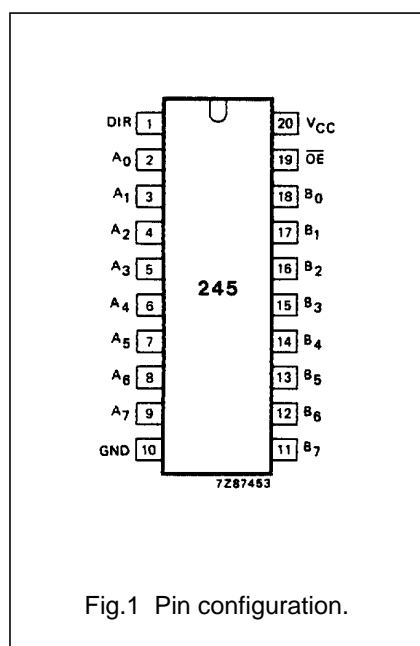 DIR 1 20 VCC
A0 2 19 OE
A1 3 18 B0
A2 4 17 B1
A3 5 16 B2
245
A4 6 15 B3
A5 7 14 B4
A6 8 13 B5
A7 9 12 B6
GND 10 11 B7
7Z87453
Fig.1 Pin configuration.